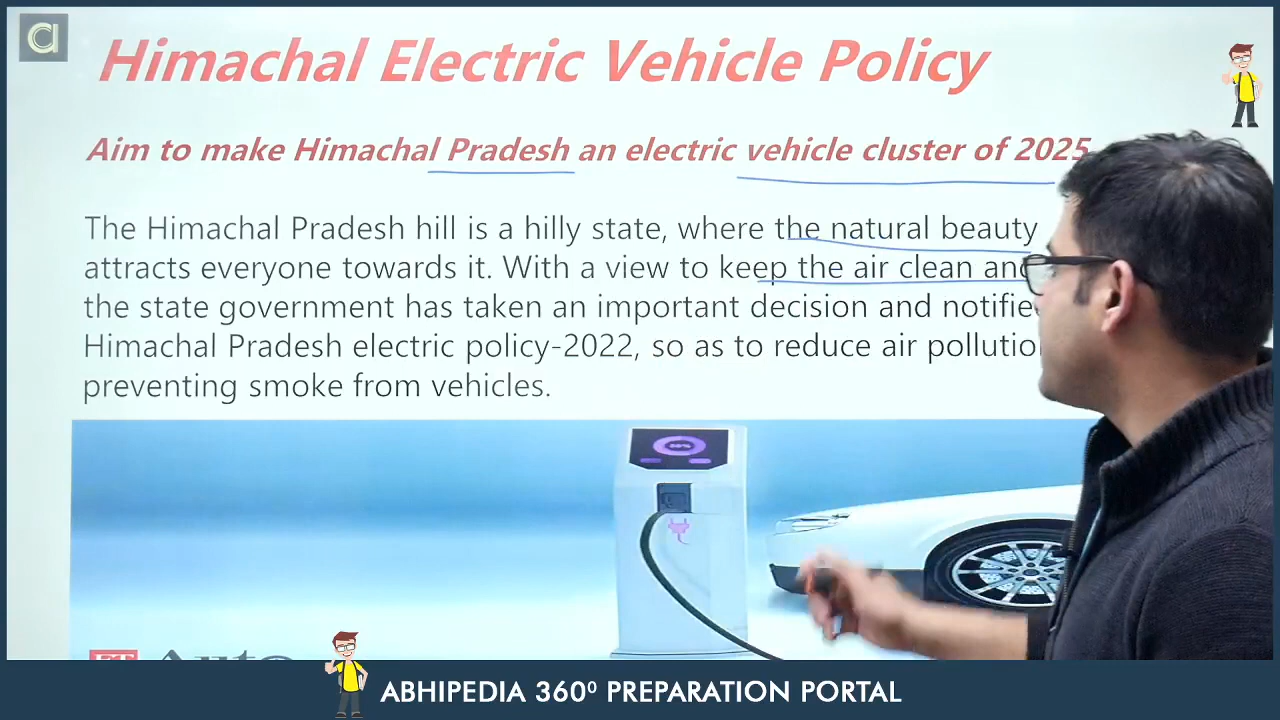 Himachal Electric Vehicle Policy
Aim to make Himachal Pradesh an electric vehicle cluster of 2025
The Himachal Pradesh hill is a hilly state, where the natural beauty
attracts everyone towards it. With a view to keep the air clean and
the state government has taken an important decision and notifie
Himachal Pradesh electric policy-2022, so as to reduce air pollutio
preventing smoke from vehicles.
ET Auto
ABHIPEDIA 360⁰ PREPARATION PORTAL